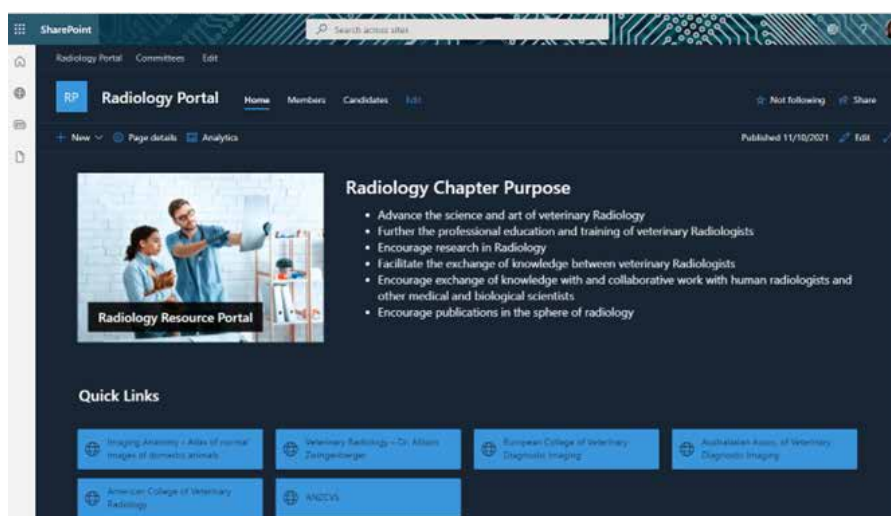 SharePoint
Search across sites
Radiology Portal Committees Edit
RP Radiology Portal Home Members Candidates Edit
Not following Share
+ New Page details Analytics
Published 11/10/2021 Edit
Radiology Resource Portal
Radiology Chapter Purpose
• Advance the science and art of veterinary Radiology
• Further the professional education and training of veterinary Radiologists
• Encourage research in Radiology
• Facilitate the exchange of knowledge between veterinary Radiologists
• Encourage exchange of knowledge with and collaborative work with human radiologists and
other medical and biological scientists
• Encourage publications in the sphere of radiology
Quick Links
Imaging Anatomy – Atlas of normal
images of domestic animals
Veterinary Radiology – Dr. Allison
Zwingenberger
European College of Veterinary
Diagnostic Imaging
Australasian Assoc. of Veterinary
Diagnostic Imaging
American College of Veterinary
Radiology
ANZCVS